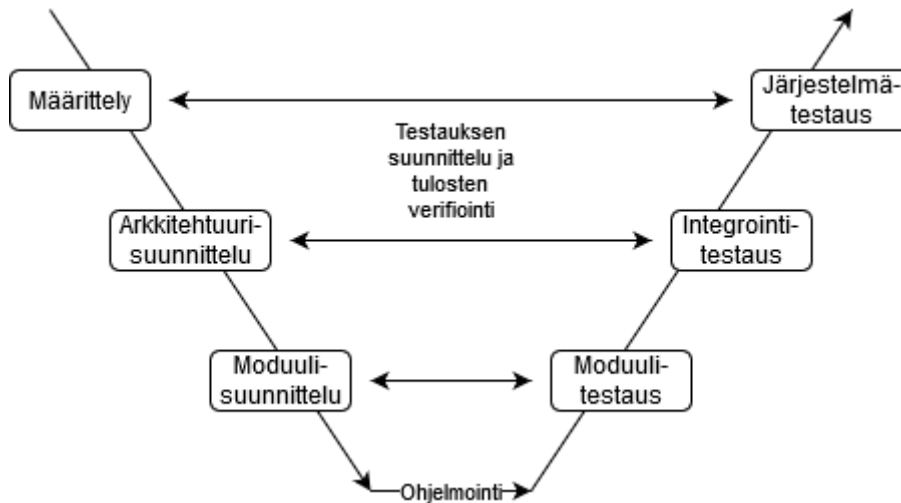 Määrittely
Järjestelmä-
testaus
Testauksen
suunnittelu ja
tulosten
verifiointi
Arkkitehtuuri-
suunnittelu
Integrointi-
testaus
Moduuli-
suunnittelu
Moduuli-
testaus
Ohjelmointi